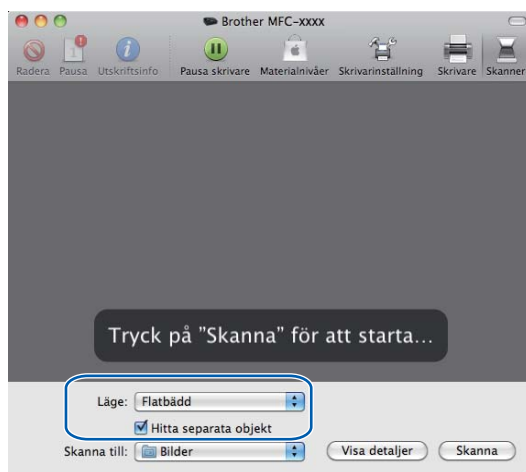 Brother MFC-xxxx
Radera Pausa Utskriftsinfo Pausa skrivare Materialnivåer Skrivarinställning Skrivare Skanner
Tryck på "Skanna" för att starta...
Läge: Flatbädd
Hitta separata objekt
Skanna till: Bilder Visa detaljer Skanna